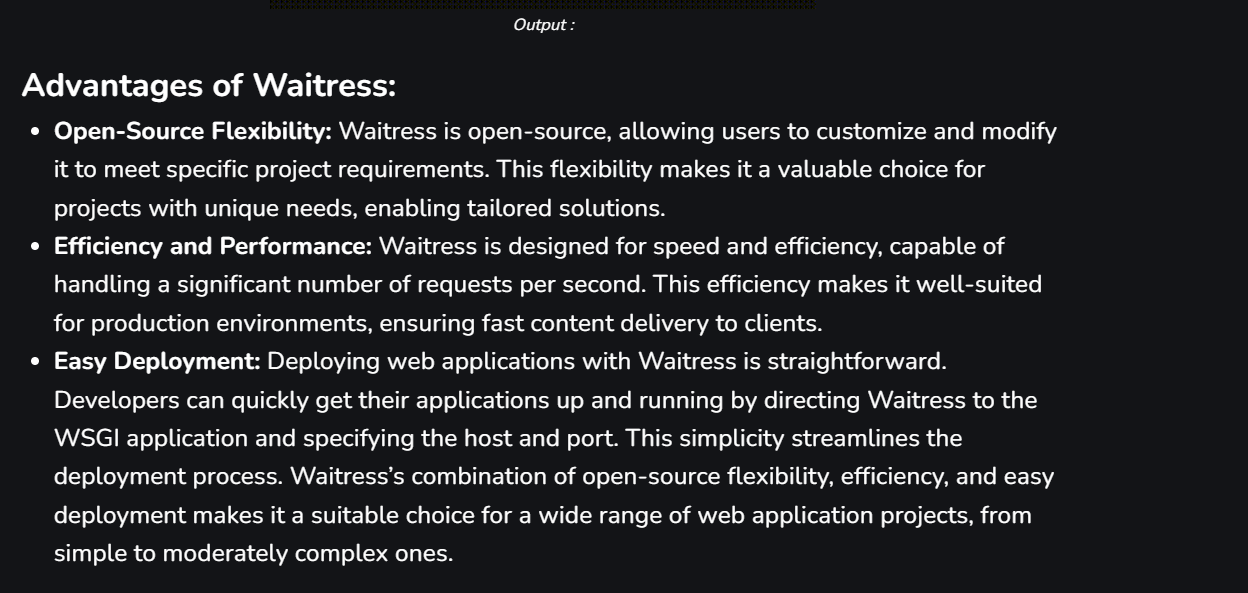 Output :
Advantages of Waitress:
• Open-Source Flexibility: Waitress is open-source, allowing users to customize and modify
it to meet specific project requirements. This flexibility makes it a valuable choice for
projects with unique needs, enabling tailored solutions.
• Efficiency and Performance: Waitress is designed for speed and efficiency, capable of
handling a significant number of requests per second. This efficiency makes it well-suited
for production environments, ensuring fast content delivery to clients.
• Easy Deployment: Deploying web applications with Waitress is straightforward.
Developers can quickly get their applications up and running by directing Waitress to the
WSGI application and specifying the host and port. This simplicity streamlines the
deployment process. Waitress’s combination of open-source flexibility, efficiency, and easy
deployment makes it a suitable choice for a wide range of web application projects, from
simple to moderately complex ones.